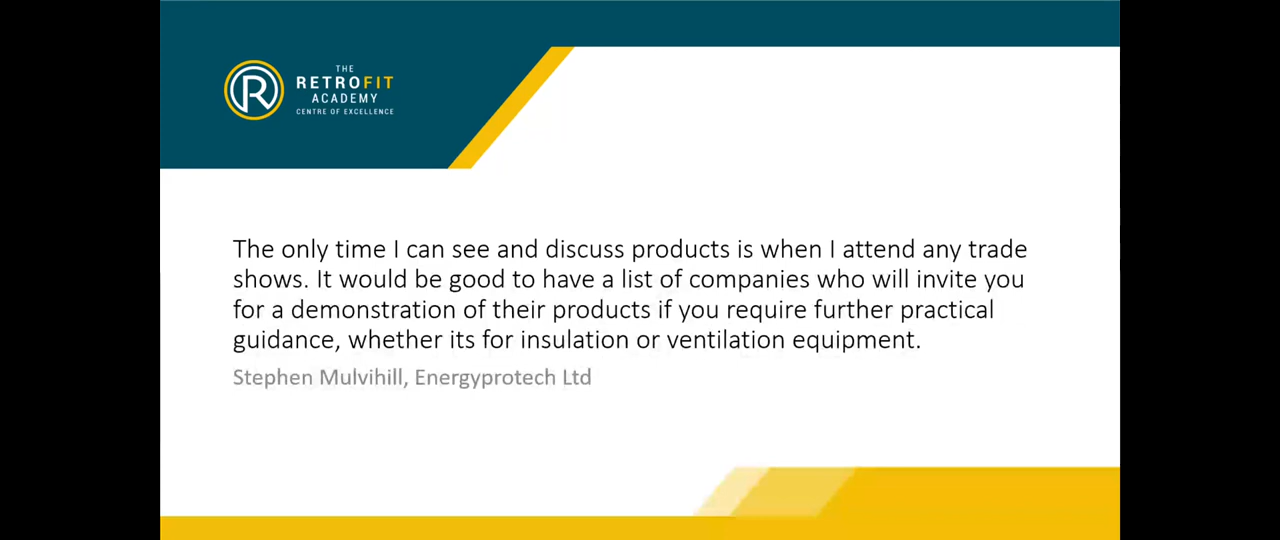 THE
RETROFIT
ACADEMY
CENTRE OF EXCELLENCE
The only time I can see and discuss products is when I attend any trade
shows. It would be good to have a list of companies who will invite you
for a demonstration of their products if you require further practical
guidance, whether its for insulation or ventilation equipment.
Stephen Mulvihill, Energyprotech Ltd